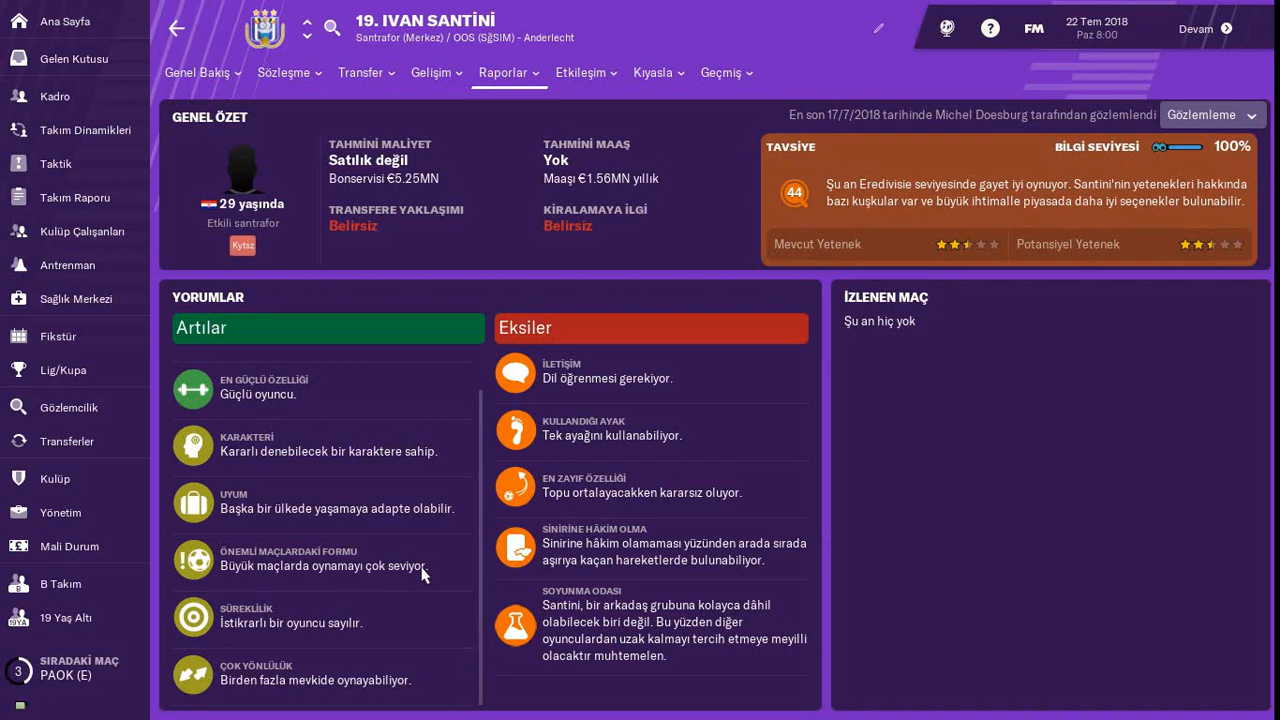 Ana Sayfa
Gelen Kutusu
Kadro
Takım Dinamikleri
Taktik
Takım Raporu
Kulüp Çalışanları
Antrenman
Sağlık Merkezi
Fikstür
Lig/Kupa
Gözlemcilik
Transferler
Kulüp
Yönetim
Mali Durum
B
B Takım
19YA
19 Yaş Altı
3
SIRADAKİ MAÇ
PAOK (E)
19. IVAN SANTİNİ
Santrafor (Merkez) / OOS (SğSIM) - Anderlecht
?
FM
22 Tem 2018
Paz 8:00
Devam
Genel Bakış
Sözleşme
Transfer
Gelişim
Raporlar
Etkileşim
Kıyasla
Geçmiş
GENEL ÖZET
En son 17/7/2018 tarihinde Michel Doesburg tarafından gözlemlendi
Gözlemleme
29 yaşında
Etkili santrafor
Kytsz
TAHMİNİ MALİYET
Satılık değil
Bonservisi €5.25MN
TRANSFERE YAKLAŞIMI
Belirsiz
TAHMİNİ MAAŞ
Yok
Maaşı €1.56MN yıllık
KİRALAMAYA İLGİ
Belirsiz
TAVSİYE
BİLGİ SEVİYESİ
100%
44
Şu an Eredivisie seviyesinde gayet iyi oynuyor. Santini'nin yetenekleri hakkında
bazı kuşkular var ve büyük ihtimalle piyasada daha iyi seçenekler bulunabilir.
Mevcut Yetenek
Potansiyel Yetenek
YORUMLAR
Artılar
EN GÜÇLÜ ÖZELLİĞİ
Güçlü oyuncu.
KARAKTERİ
Kararlı denebilecek bir karaktere sahip.
UYUM
Başka bir ülkede yaşamaya adapte olabilir.
ÖNEMLİ MAÇLARDAKİ FORMU
Büyük maçlarda oynamayı çok seviyor.
SÜREKLİLİK
İstikrarlı bir oyuncu sayılır.
ÇOK YÖNLÜLÜK
Birden fazla mevkide oynayabiliyor.
Eksiler
İLETİŞİM
Dil öğrenmesi gerekiyor.
KULLANDIĞI AYAK
Tek ayağını kullanabiliyor.
EN ZAYIF ÖZELLİĞİ
Topu ortalayacakken kararsız oluyor.
SİNİRİNE HÂKİM OLMA
Sinirine hâkim olamaması yüzünden arada sırada
aşırıya kaçan hareketlerde bulunabiliyor.
SOYUNMA ODASI
Santini, bir arkadaş grubuna kolayca dâhil
olabilecek biri değil. Bu yüzden diğer
oyunculardan uzak kalmayı tercih etmeye meyilli
olacaktır muhtemelen.
İZLENEN MAÇ
Şu an hiç yok